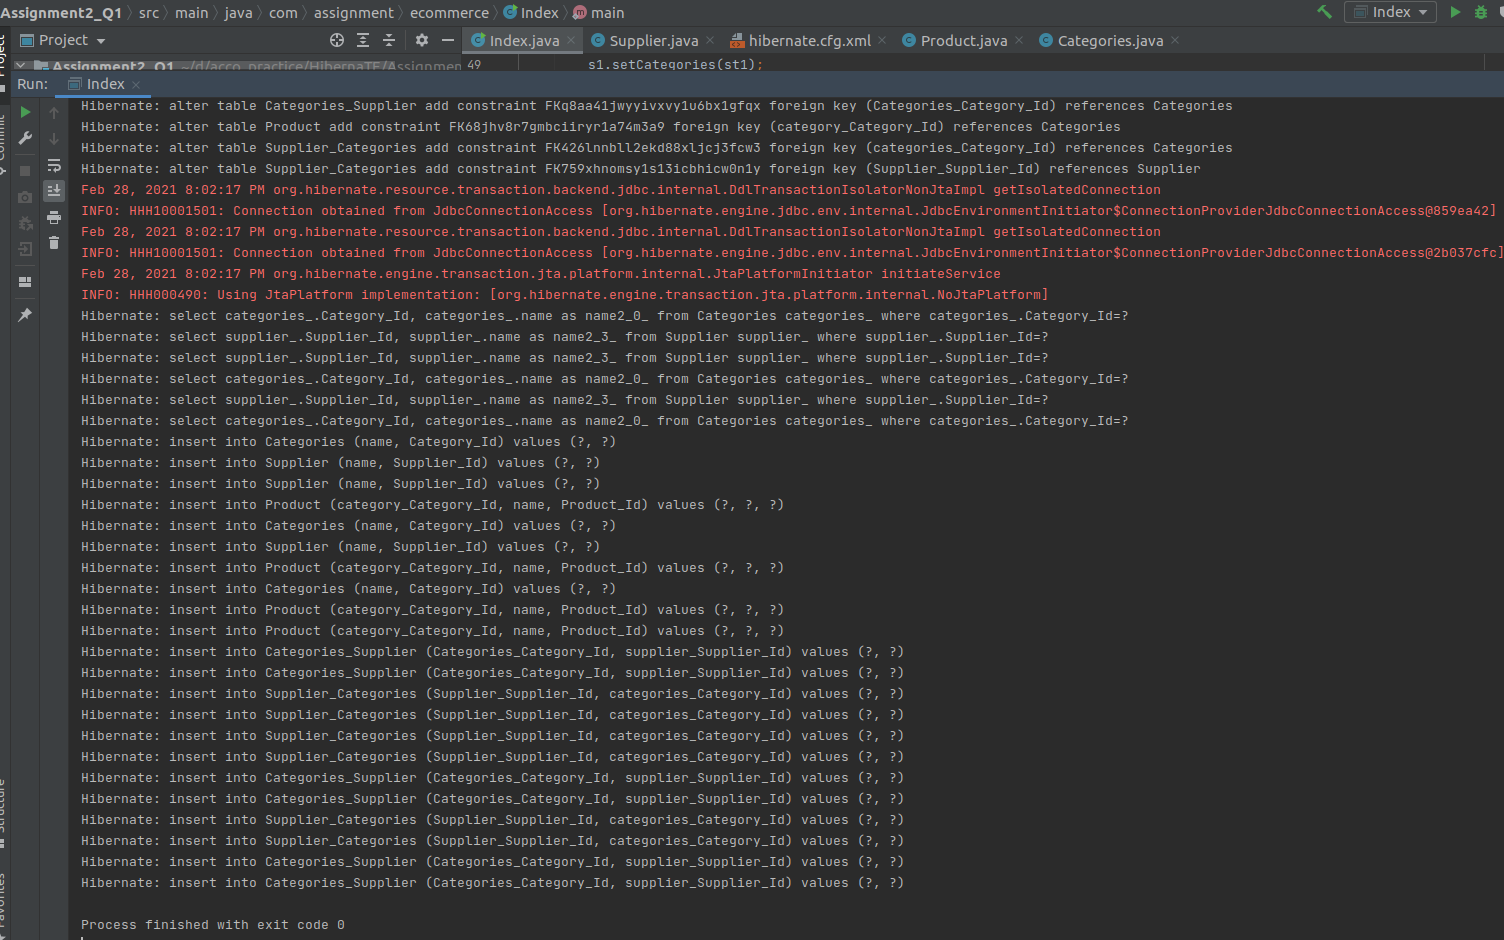 Assignment2_Q1 > src > main > java > com > assignment > ecommerce > Index > main
Index
Project
Index.java
Supplier.java
hibernate.cfg.xml
Product.java
Categories.java
Assignment2_Q1 ~/d/acco_practice/HibernaTE/Assignmen
49 s1.setCategories(st1);
Run: Index
Project
Commit
Structure
Favorites
Hibernate: alter table Categories_Supplier add constraint FKq8aa41jwyyivxvy1u6bx1gfqx foreign key (Categories_Category_Id) references Categories
Hibernate: alter table Product add constraint FK68jhv8r7gmbciiryr1a74m3a9 foreign key (category_Category_Id) references Categories
Hibernate: alter table Supplier_Categories add constraint FK426lnnbll2ekd88xljcj3fcw3 foreign key (categories_Category_Id) references Categories
Hibernate: alter table Supplier_Categories add constraint FK759xhnomsy1s13icbhicw0n1y foreign key (Supplier_Supplier_Id) references Supplier
Feb 28, 2021 8:02:17 PM org.hibernate.resource.transaction.backend.jdbc.internal.DdlTransactionIsolatorNonJtaImpl getIsolatedConnection
INFO: HHH10001501: Connection obtained from JdbcConnectionAccess [org.hibernate.engine.jdbc.env.internal.JdbcEnvironmentInitiator$ConnectionProviderJdbcConnectionAccess@859ea42]
Feb 28, 2021 8:02:17 PM org.hibernate.resource.transaction.backend.jdbc.internal.DdlTransactionIsolatorNonJtaImpl getIsolatedConnection
INFO: HHH10001501: Connection obtained from JdbcConnectionAccess [org.hibernate.engine.jdbc.env.internal.JdbcEnvironmentInitiator$ConnectionProviderJdbcConnectionAccess@2b037cfc]
Feb 28, 2021 8:02:17 PM org.hibernate.engine.transaction.jta.platform.internal.JtaPlatformInitiator initiateService
INFO: HHH000490: Using JtaPlatform implementation: [org.hibernate.engine.transaction.jta.platform.internal.NoJtaPlatform]
Hibernate: select categories_.Category_Id, categories_.name as name2_0_ from Categories categories_ where categories_.Category_Id=?
Hibernate: select supplier_.Supplier_Id, supplier_.name as name2_3_ from Supplier supplier_ where supplier_.Supplier_Id=?
Hibernate: select supplier_.Supplier_Id, supplier_.name as name2_3_ from Supplier supplier_ where supplier_.Supplier_Id=?
Hibernate: select categories_.Category_Id, categories_.name as name2_0_ from Categories categories_ where categories_.Category_Id=?
Hibernate: select supplier_.Supplier_Id, supplier_.name as name2_3_ from Supplier supplier_ where supplier_.Supplier_Id=?
Hibernate: select categories_.Category_Id, categories_.name as name2_0_ from Categories categories_ where categories_.Category_Id=?
Hibernate: insert into Categories (name, Category_Id) values (?, ?)
Hibernate: insert into Supplier (name, Supplier_Id) values (?, ?)
Hibernate: insert into Supplier (name, Supplier_Id) values (?, ?)
Hibernate: insert into Product (category_Category_Id, name, Product_Id) values (?, ?, ?)
Hibernate: insert into Categories (name, Category_Id) values (?, ?)
Hibernate: insert into Supplier (name, Supplier_Id) values (?, ?)
Hibernate: insert into Product (category_Category_Id, name, Product_Id) values (?, ?, ?)
Hibernate: insert into Categories (name, Category_Id) values (?, ?)
Hibernate: insert into Product (category_Category_Id, name, Product_Id) values (?, ?, ?)
Hibernate: insert into Product (category_Category_Id, name, Product_Id) values (?, ?, ?)
Hibernate: insert into Categories_Supplier (Categories_Category_Id, supplier_Supplier_Id) values (?, ?)
Hibernate: insert into Categories_Supplier (Categories_Category_Id, supplier_Supplier_Id) values (?, ?)
Hibernate: insert into Supplier_Categories (Supplier_Supplier_Id, categories_Category_Id) values (?, ?)
Hibernate: insert into Supplier_Categories (Supplier_Supplier_Id, categories_Category_Id) values (?, ?)
Hibernate: insert into Supplier_Categories (Supplier_Supplier_Id, categories_Category_Id) values (?, ?)
Hibernate: insert into Supplier_Categories (Supplier_Supplier_Id, categories_Category_Id) values (?, ?)
Hibernate: insert into Categories_Supplier (Categories_Category_Id, supplier_Supplier_Id) values (?, ?)
Hibernate: insert into Categories_Supplier (Categories_Category_Id, supplier_Supplier_Id) values (?, ?)
Hibernate: insert into Supplier_Categories (Supplier_Supplier_Id, categories_Category_Id) values (?, ?)
Hibernate: insert into Supplier_Categories (Supplier_Supplier_Id, categories_Category_Id) values (?, ?)
Hibernate: insert into Categories_Supplier (Categories_Category_Id, supplier_Supplier_Id) values (?, ?)
Hibernate: insert into Categories_Supplier (Categories_Category_Id, supplier_Supplier_Id) values (?, ?)
Process finished with exit code 0